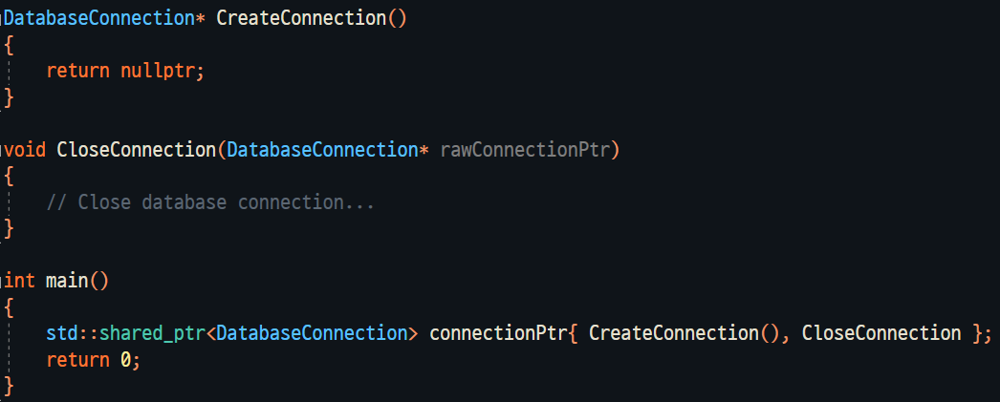 DatabaseConnection* CreateConnection()
{
    return nullptr;
}

void CloseConnection(DatabaseConnection* rawConnectionPtr)
{
    // Close database connection...
}

int main()
{
    std::shared_ptr<DatabaseConnection> connectionPtr{ CreateConnection(), CloseConnection };
    return 0;
}